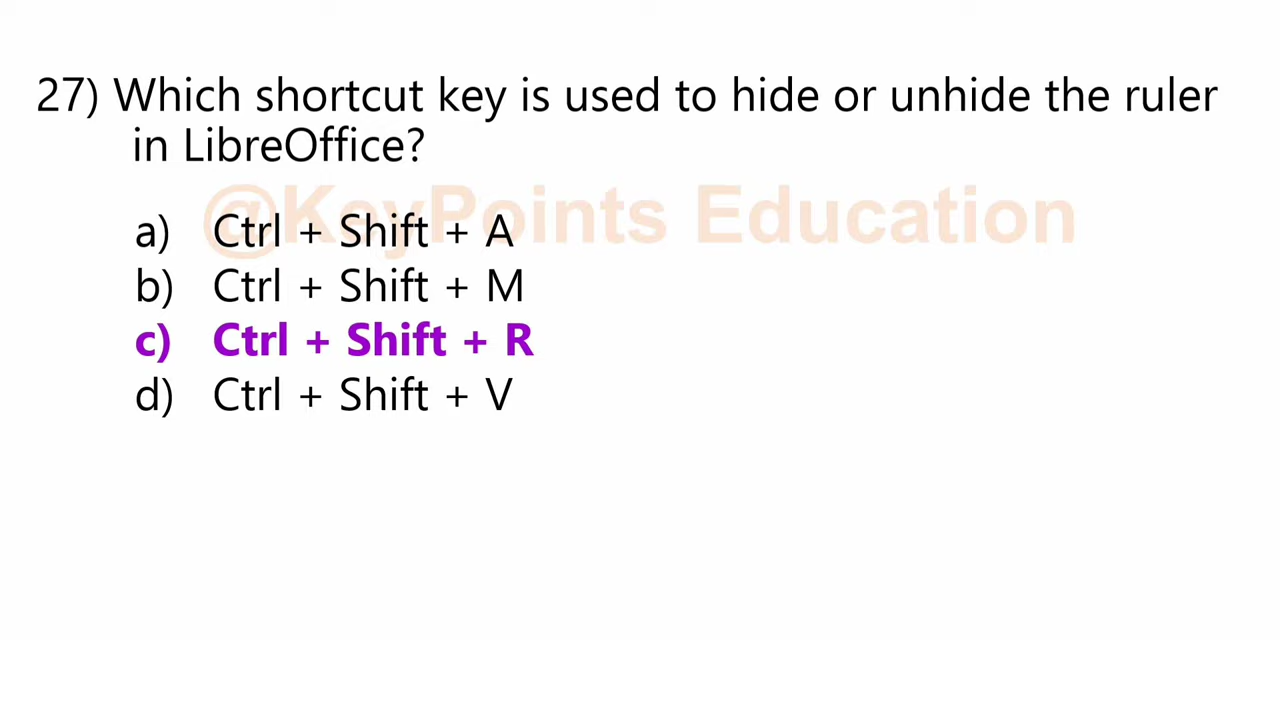 27) Which shortcut key is used to hide or unhide the ruler
in LibreOffice?
@KeyPoints Education
a) Ctrl + Shift + A
b) Ctrl + Shift + M
c) Ctrl + Shift + R
d) Ctrl + Shift + V